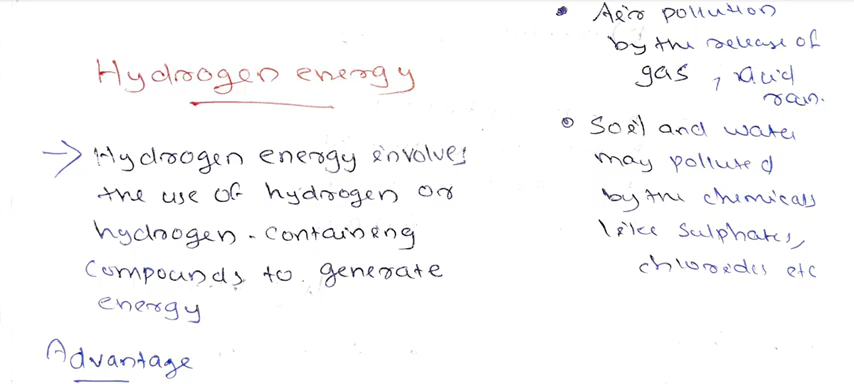 Hydrogen energy
→ Hydrogen energy involves
the use of hydrogen or
hydrogen-containing
compounds to generate
energy
Advantage
• Air pollution
by the release of
gas, acid
rain.
• Soil and water
may polluted
by the chemicals
like sulphates,
chlorides etc